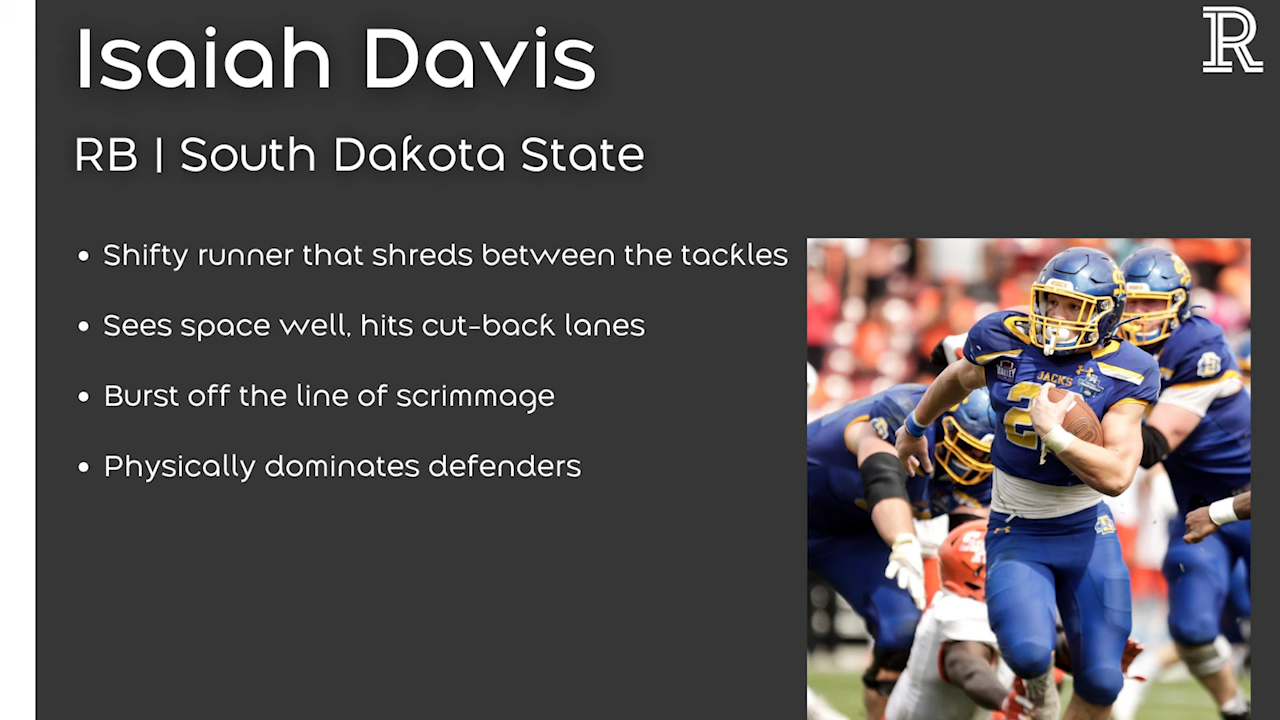 Isaiah Davis
RB | South Dakota State
• Shifty runner that shreds between the tackles
• Sees space well, hits cut-back lanes
• Burst off the line of scrimmage
• Physically dominates defenders
R
JACKS